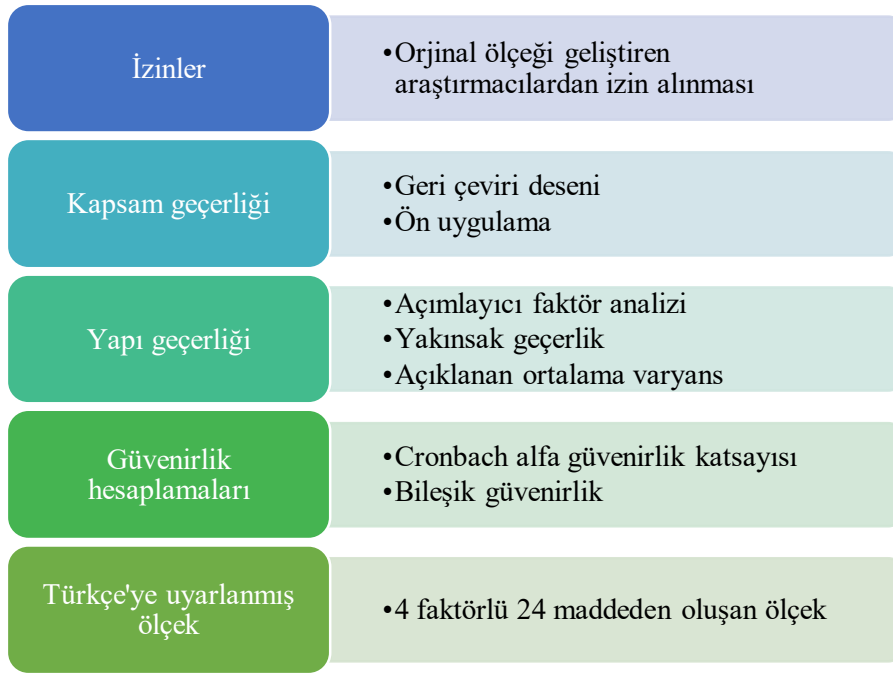 İzinler
•Orjinal ölçeği geliştiren
araştırmacılardan izin alınması
Kapsam geçerliği
•Geri çeviri deseni
•Ön uygulama
Yapı geçerliği
•Açımlayıcı faktör analizi
•Yakınsak geçerlik
•Açıklanan ortalama varyans
Güvenirlik
hesaplamaları
•Cronbach alfa güvenirlik katsayısı
•Bileşik güvenirlik
Türkçe'ye uyarlanmış
ölçek
•4 faktörlü 24 maddeden oluşan ölçek